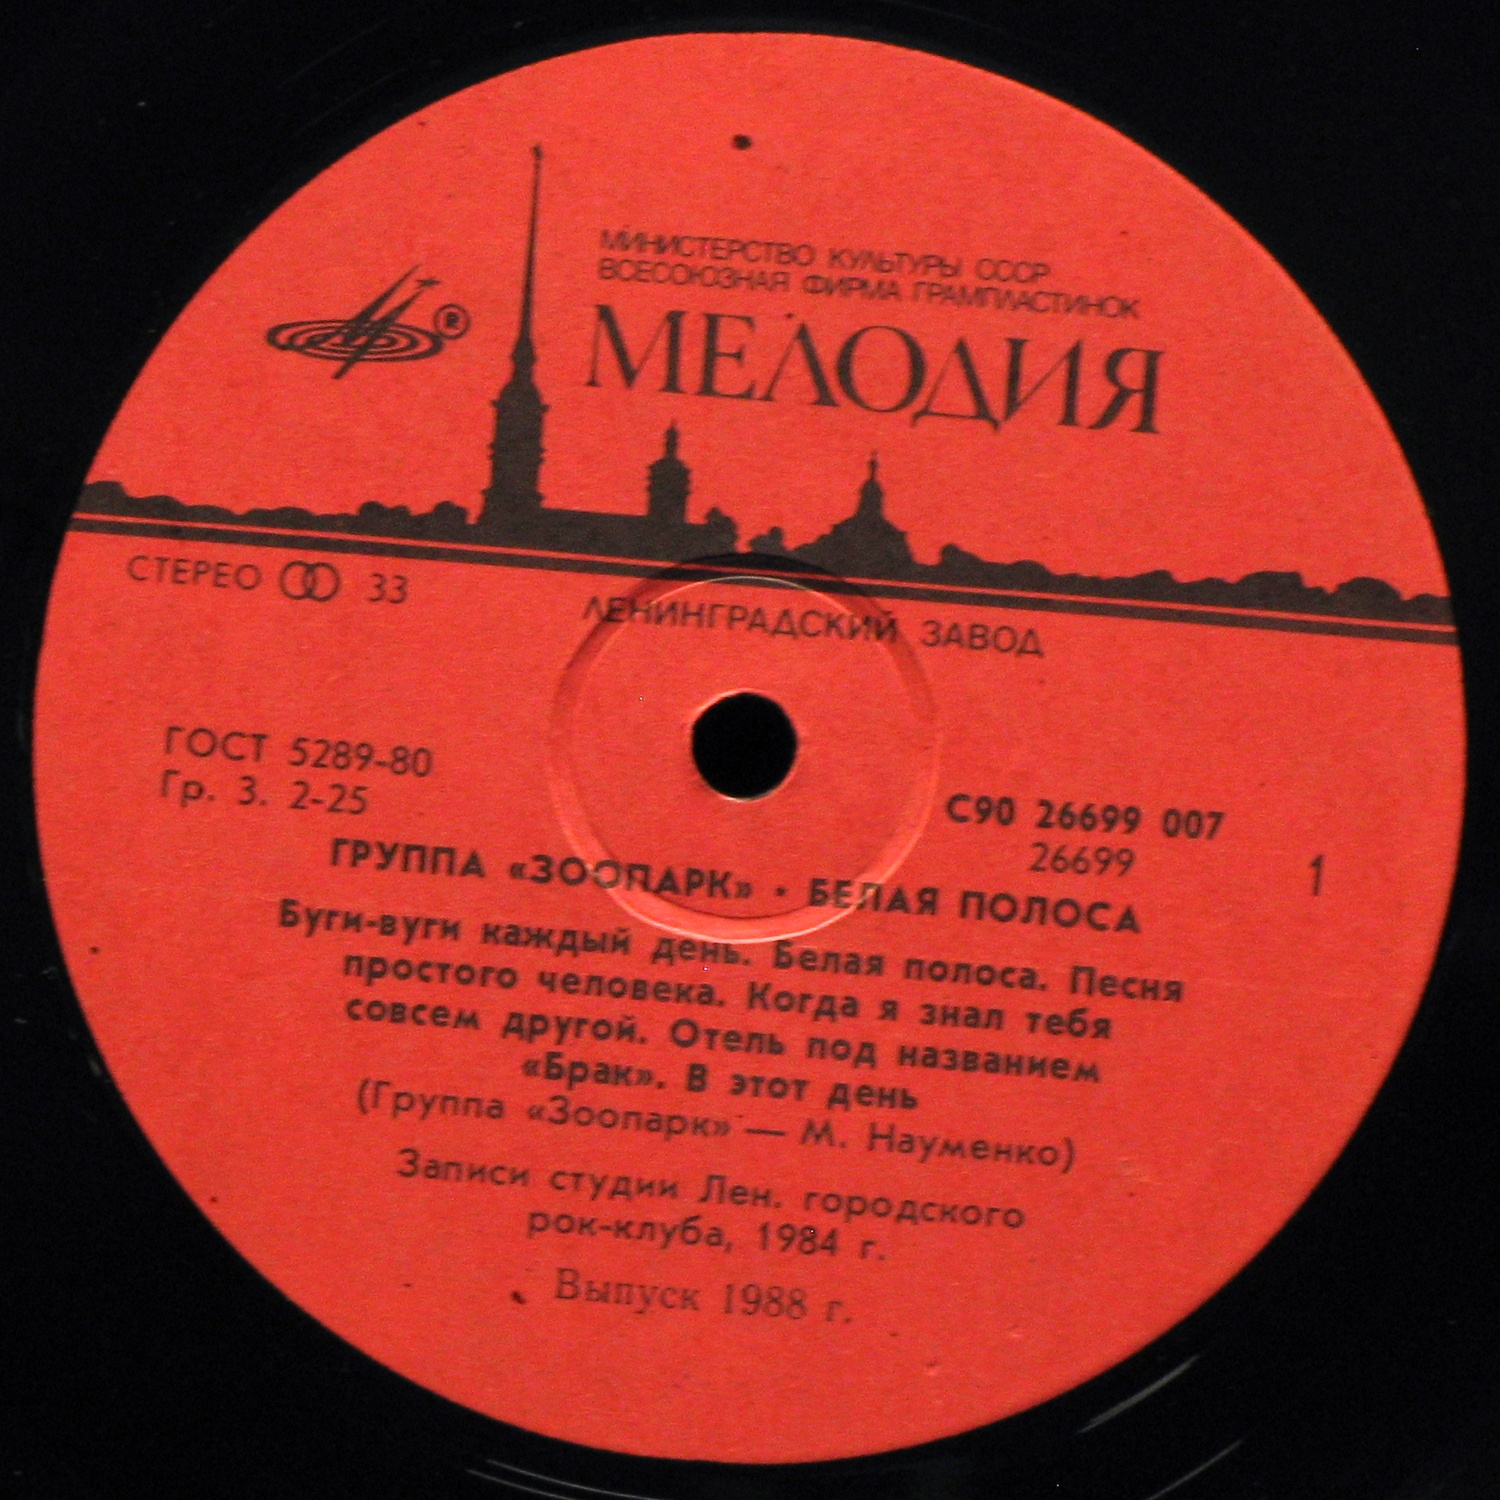 МИНИСТЕРСТВО КУЛЬТУРЫ СССР
ВСЕСОЮЗНАЯ ФИРМА ГРАМПЛАСТИНОК
МЕЛОДИЯ
®
СТЕРЕО 33
ЛЕНИНГРАДСКИЙ ЗАВОД
ГОСТ 5289-80
Гр. 3. 2-25
С90 26699 007
26699
1
ГРУППА «ЗООПАРК» · БЕЛАЯ ПОЛОСА
Буги-вуги каждый день. Белая полоса. Песня
простого человека. Когда я знал тебя
совсем другой. Отель под названием
«Брак». В этот день
(Группа «Зоопарк» — М. Науменко)
Записи студии Лен. городского
рок-клуба, 1984 г.
Выпуск 1988 г.